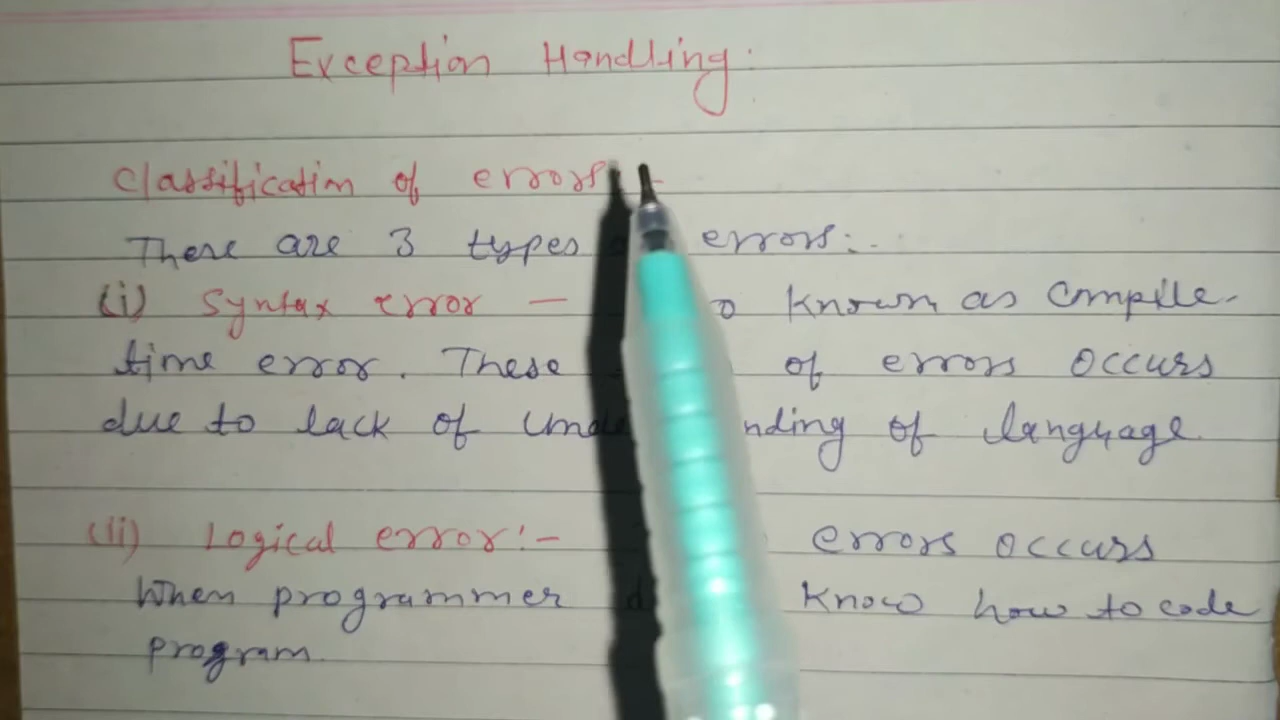 Exception Handling:
Classification of errors:-
There are 3 types errors:-
(i) Syntax error - known as compile-
time error. These of errors occurs
due to lack of understanding of language.
(ii) Logical error:- errors occurs
When programmer know how to code
program.